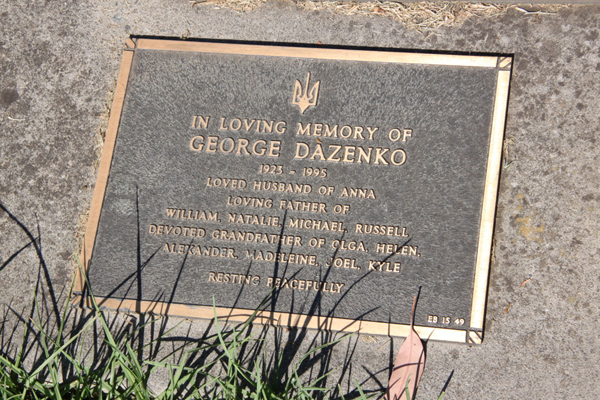 IN LOVING MEMORY OF
GEORGE DAZENKO
1925 - 1995
LOVED HUSBAND OF ANNA
LOVING FATHER OF
WILLIAM, NATALIE, MICHAEL, RUSSELL
DEVOTED GRANDFATHER OF OLGA, HELEN,
ALEXANDER, MADELEINE, JOEL, KYLE
RESTING PEACEFULLY
EB 15 49